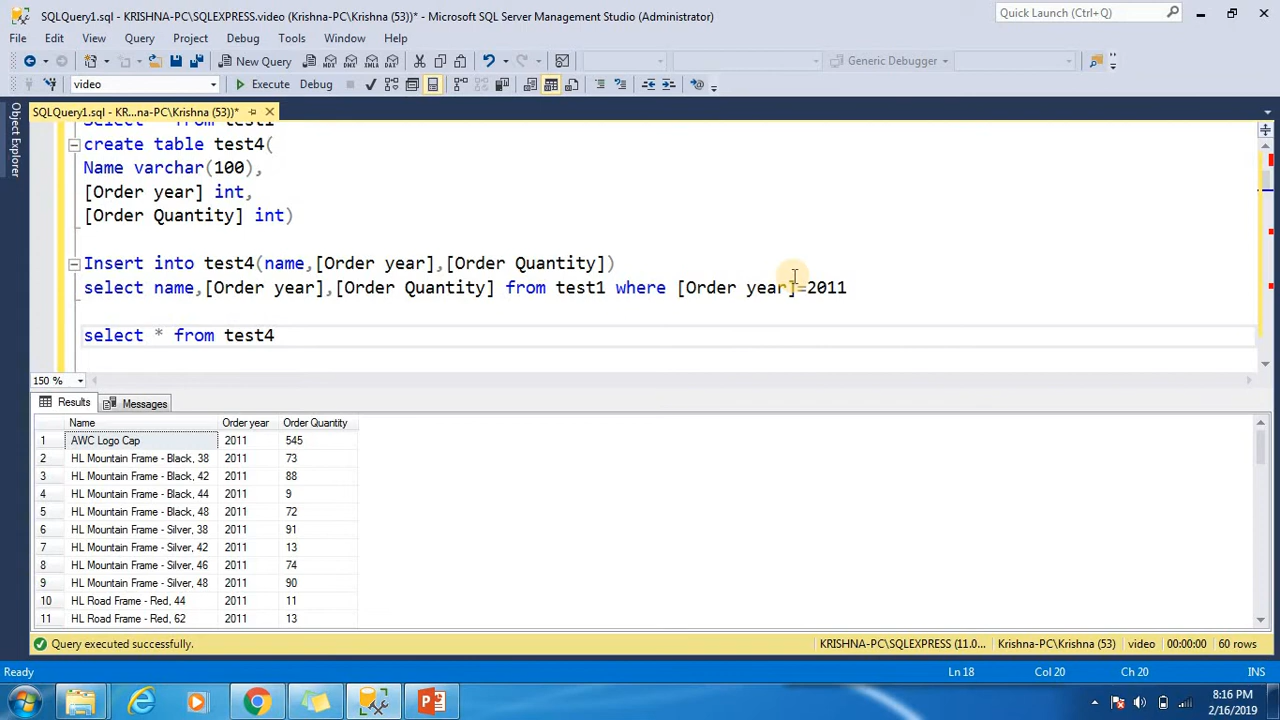 SQLQuery1.sql - KRISHNA-PC\SQLEXPRESS.video (Krishna-PC\Krishna (53))* - Microsoft SQL Server Management Studio (Administrator)
Quick Launch (Ctrl+Q)
File Edit View Query Project Debug Tools Window Help
New Query
Generic Debugger
video
Execute Debug
SQLQuery1.sql - KR...na-PC\Krishna (53))*
Object Explorer
Select * from test1
create table test4(
Name varchar(100),
[Order year] int,
[Order Quantity] int)
Insert into test4(name,[Order year],[Order Quantity])
select name,[Order year],[Order Quantity] from test1 where [Order year]=2011
select * from test4
150 %
Results Messages
Name Order year Order Quantity
1 AWC Logo Cap 2011 545
2 HL Mountain Frame - Black, 38 2011 73
3 HL Mountain Frame - Black, 42 2011 88
4 HL Mountain Frame - Black, 44 2011 9
5 HL Mountain Frame - Black, 48 2011 72
6 HL Mountain Frame - Silver, 38 2011 91
7 HL Mountain Frame - Silver, 42 2011 13
8 HL Mountain Frame - Silver, 46 2011 74
9 HL Mountain Frame - Silver, 48 2011 90
10 HL Road Frame - Red, 44 2011 11
11 HL Road Frame - Red, 62 2011 13
Query executed successfully. KRISHNA-PC\SQLEXPRESS (11.0... Krishna-PC\Krishna (53) video 00:00:00 60 rows
Ready Ln 18 Col 20 Ch 20 INS
8:16 PM
2/16/2019